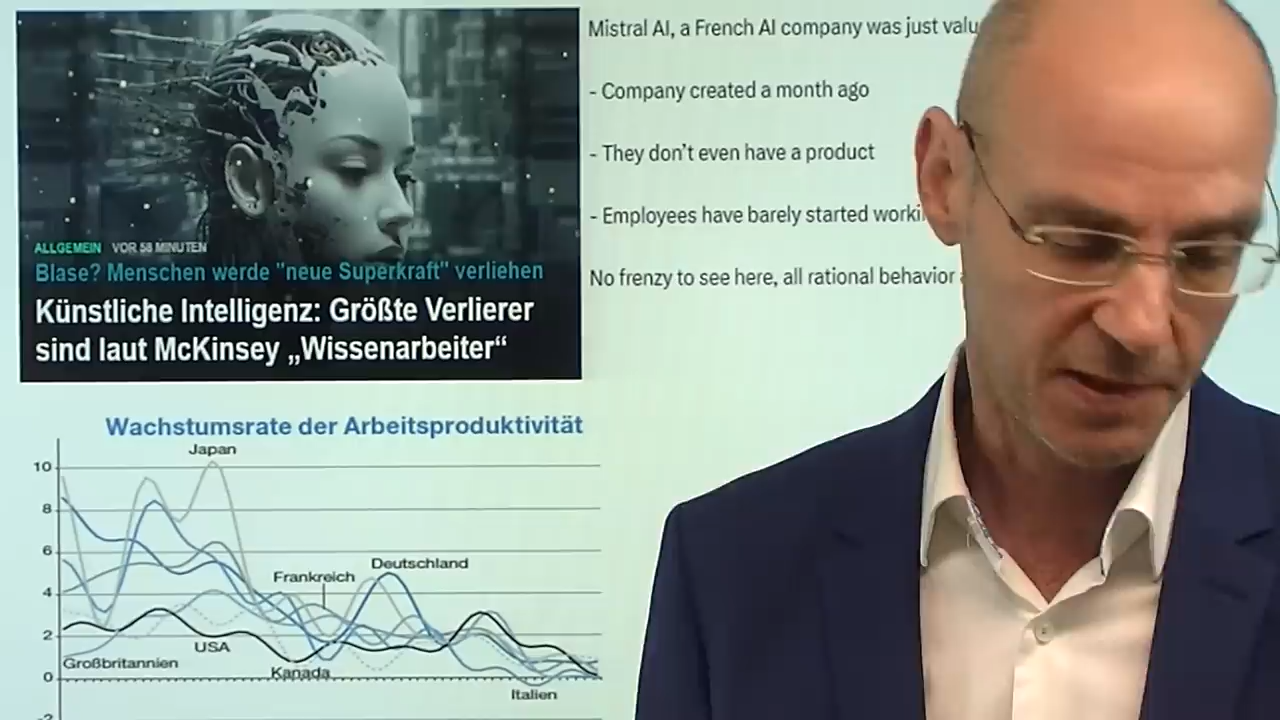 ALLGEMEIN VOR 58 MINUTEN
Blase? Menschen werde "neue Superkraft" verliehen
Künstliche Intelligenz: Größte Verlierer
sind laut McKinsey „Wissenarbeiter“
Mistral AI, a French AI company was just valu
- Company created a month ago
- They don’t even have a product
- Employees have barely started worki
No frenzy to see here, all rational behavior
Wachstumsrate der Arbeitsproduktivität
Japan
10
8
6
Deutschland
Frankreich
4
2
USA
Großbritannien
Kanada
0
Italien
-2